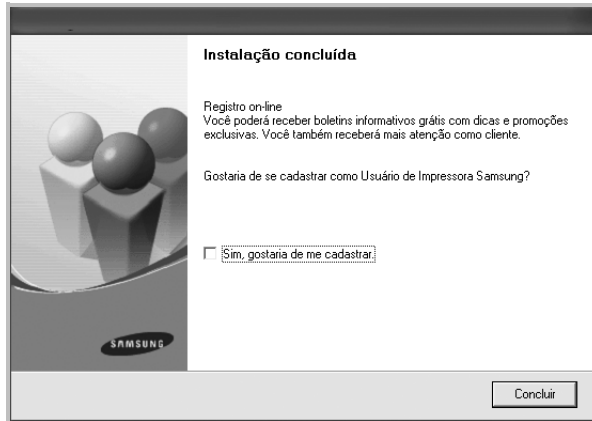 Instalação concluída
Registro on-line
Você poderá receber boletins informativos grátis com dicas e promoções
exclusivas. Você também receberá mais atenção como cliente.
Gostaria de se cadastrar como Usuário de Impressora Samsung?
Sim, gostaria de me cadastrar.
SAMSUNG
Concluir